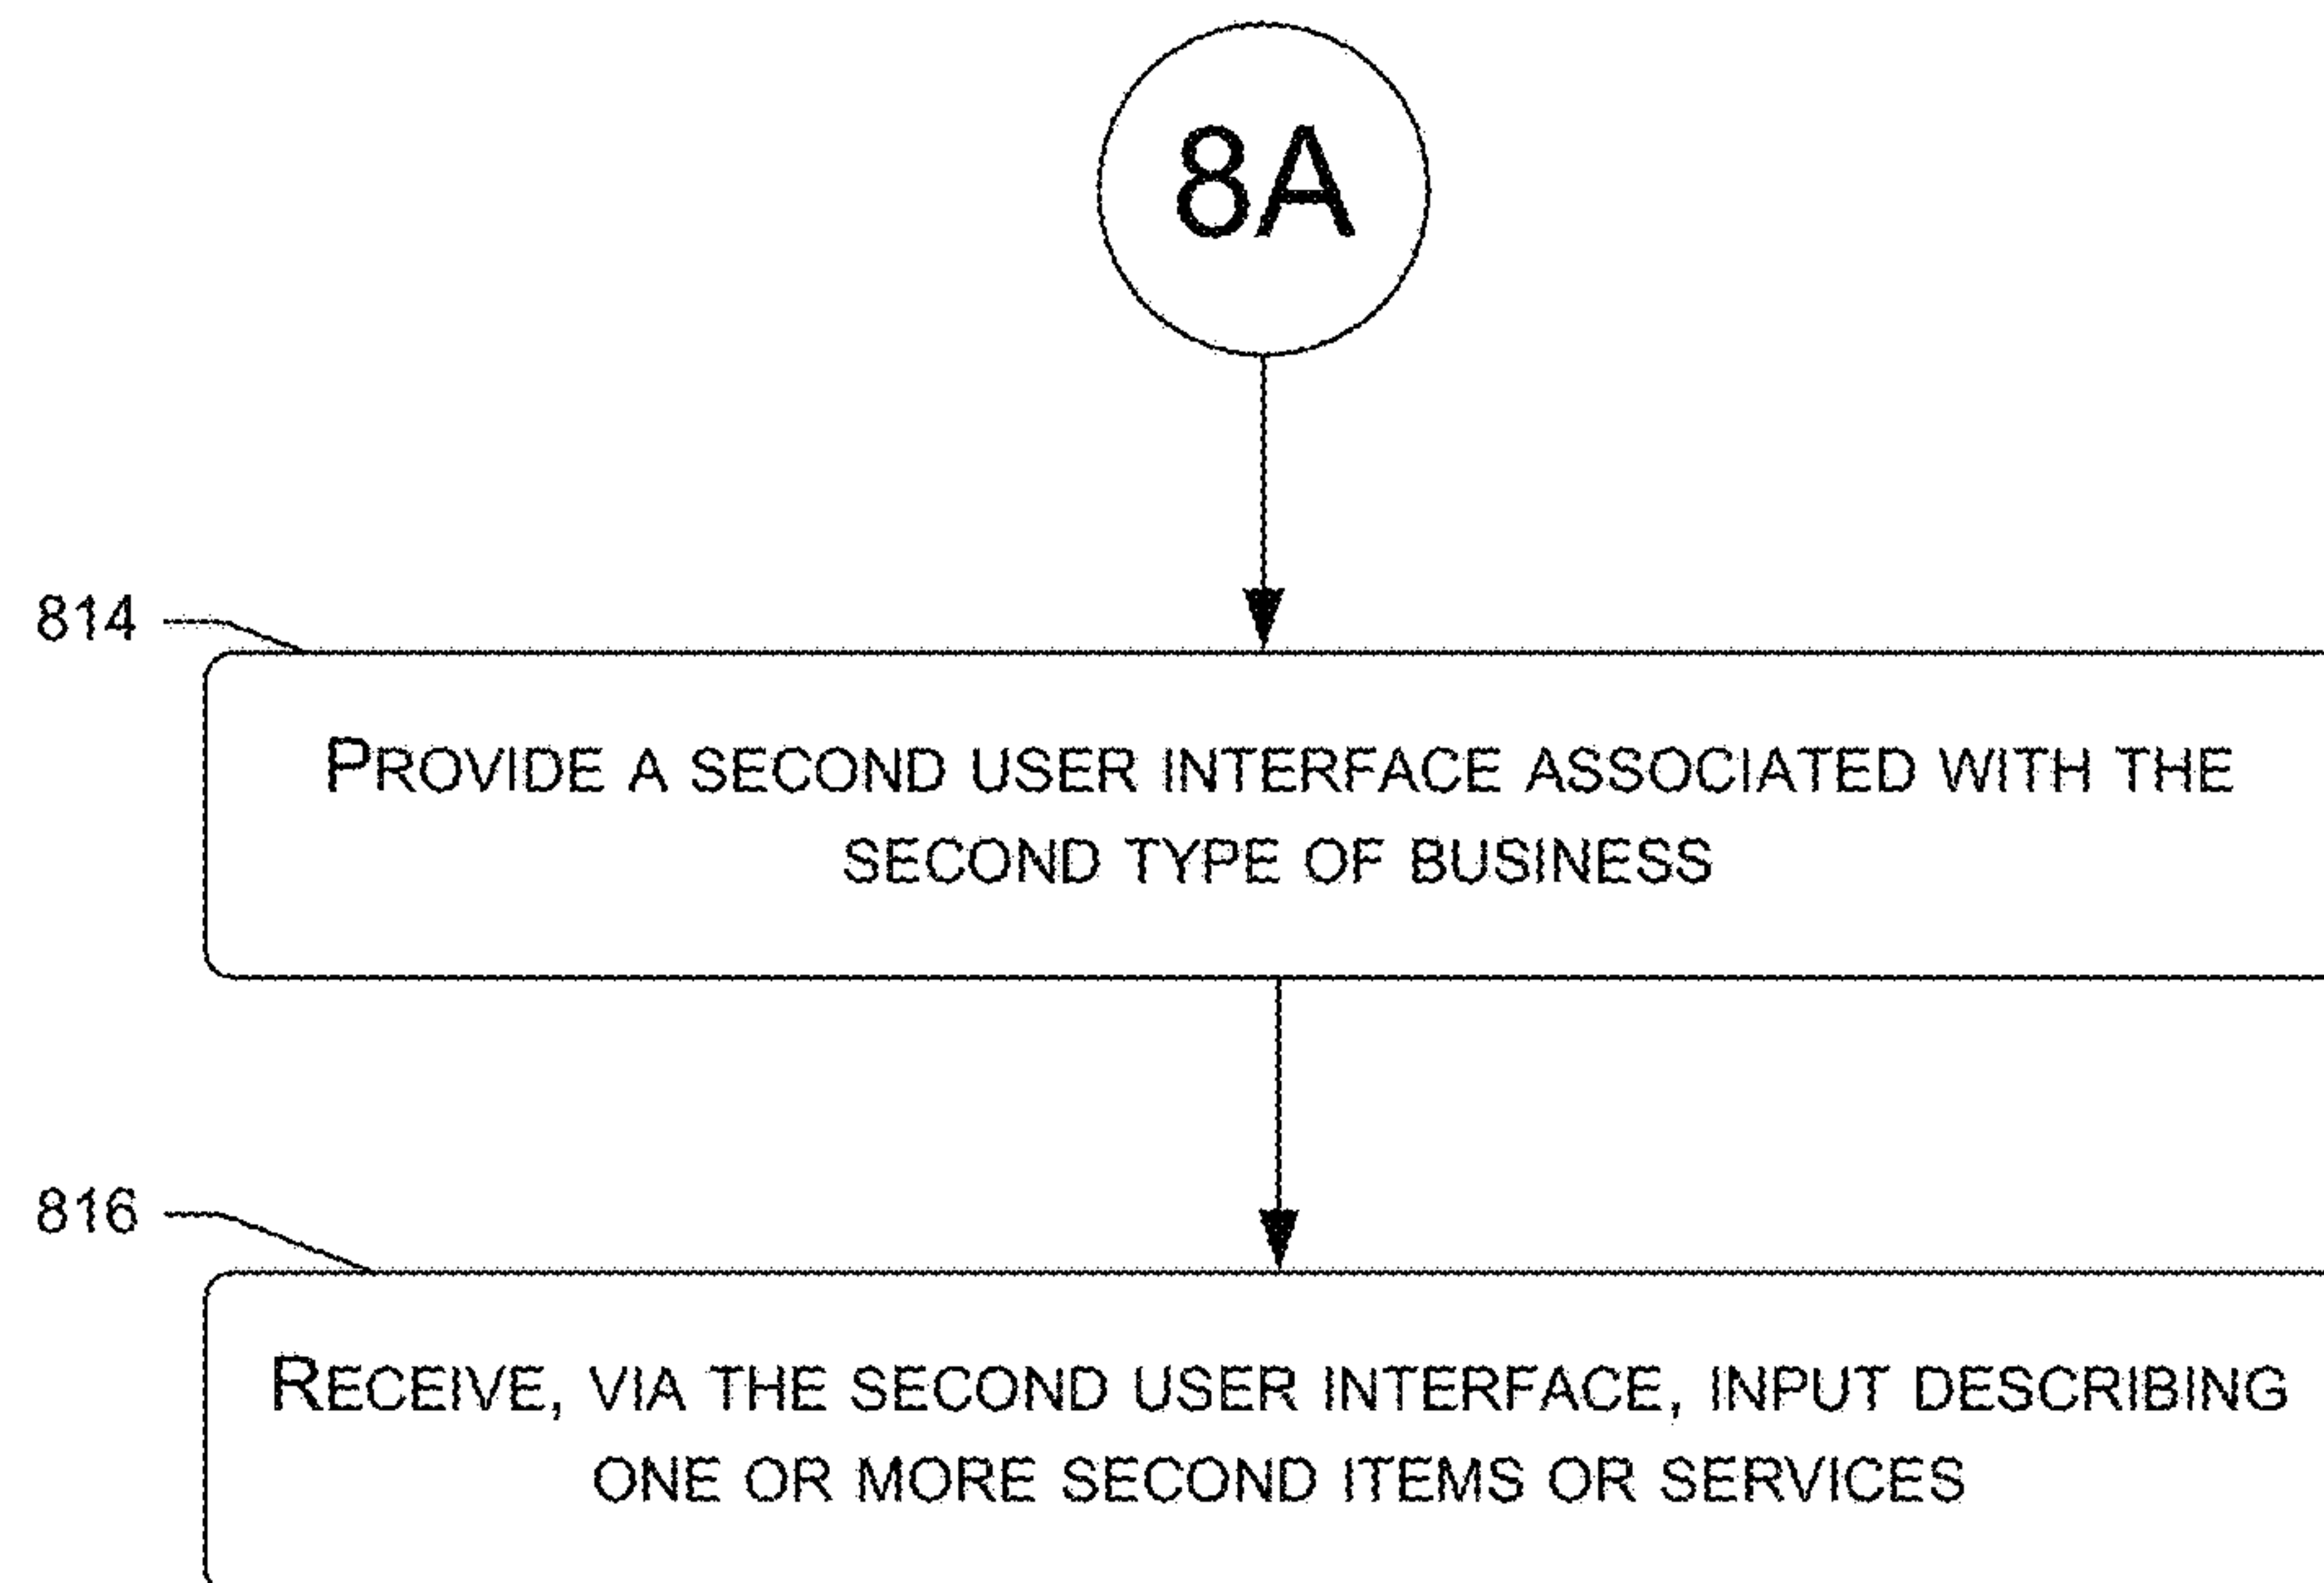 8A
814
PROVIDE A SECOND USER INTERFACE ASSOCIATED WITH THE
SECOND TYPE OF BUSINESS
816
RECEIVE, VIA THE SECOND USER INTERFACE, INPUT DESCRIBING
ONE OR MORE SECOND ITEMS OR SERVICES